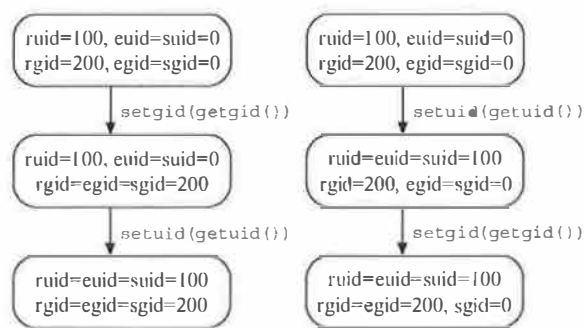 ruid=100, euid=suid=0
rgid=200, egid=sgid=0
setgid(getgid())
ruid=100, euid=suid=0
rgid=egid=sgid=200
setuid(getuid())
ruid=euid=suid=100
rgid=egid=sgid=200
ruid=100, euid=suid=0
rgid=200, egid=sgid=0
setuid(getuid())
ruid=euid=suid=100
rgid=200, egid=sgid=0
setgid(getgid())
ruid=euid=suid=100
rgid=egid=200, sgid=0